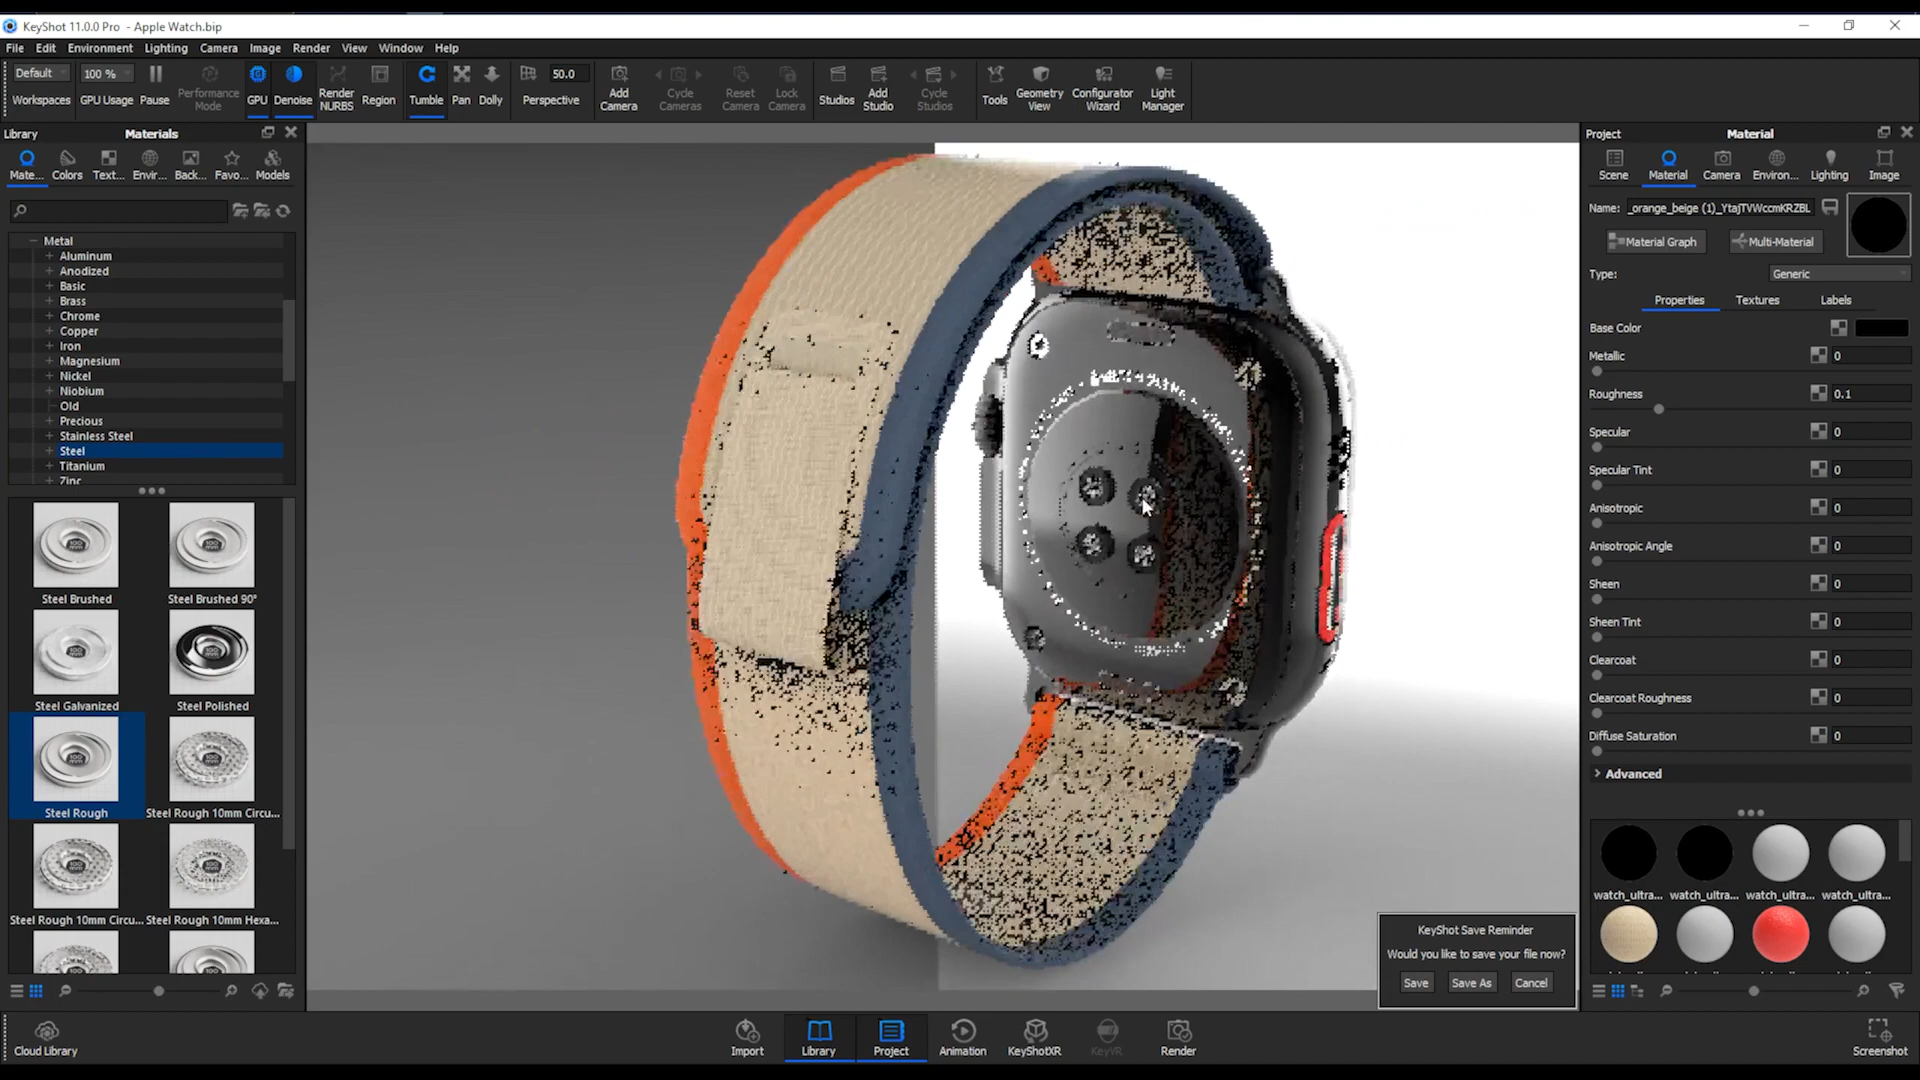 KeyShot 11.0.0 Pro - Apple Watch.bip
File Edit Environment Lighting Camera Image Render View Window Help
Default 100 % 50.0
Workspaces GPU Usage Pause Performance Mode GPU Denoise Render NURBS Region Tumble Pan Dolly Perspective Add Camera Cycle Cameras Reset Camera Lock Camera Studios Add Studio Cycle Studios Tools Geometry View Configurator Wizard Light Manager
Library Materials
Mate... Colors Text... Envir... Back... Favo... Models
Metal
Aluminum
Anodized
Basic
Brass
Chrome
Copper
Iron
Magnesium
Nickel
Niobium
Old
Precious
Stainless Steel
Steel
Titanium
Zinc
Steel Brushed Steel Brushed 90°
Steel Galvanized Steel Polished
Steel Rough Steel Rough 10mm Circu...
Steel Rough 10mm Circu... Steel Rough 10mm Hexa...
Project Material
Scene Material Camera Environ... Lighting Image
Name: _orange_beige (1)_YtajTVWccmKRZBL
Material Graph Multi-Material
Type: Generic
Properties Textures Labels
Base Color
Metallic 0
Roughness 0.1
Specular 0
Specular Tint 0
Anisotropic 0
Anisotropic Angle 0
Sheen 0
Sheen Tint 0
Clearcoat 0
Clearcoat Roughness 0
Diffuse Saturation 0
Advanced
watch_ultra... watch_ultra... watch_ultra... watch_ultra...
KeyShot Save Reminder
Would you like to save your file now?
Save Save As Cancel
Cloud Library Import Library Project Animation KeyShotXR KeyVR Render Screenshot